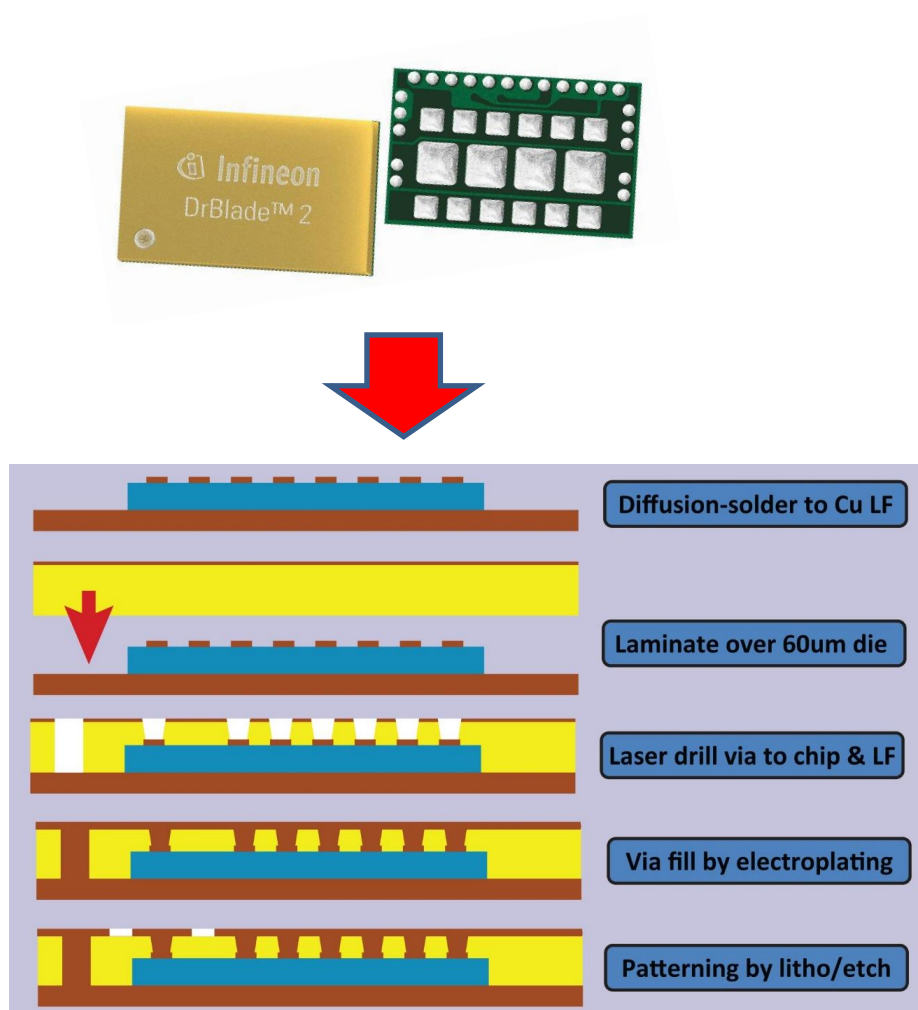 Infineon
DrBlade™ 2
Diffusion-solder to Cu LF
Laminate over 60um die
Laser drill via to chip & LF
Via fill by electroplating
Patterning by litho/etch